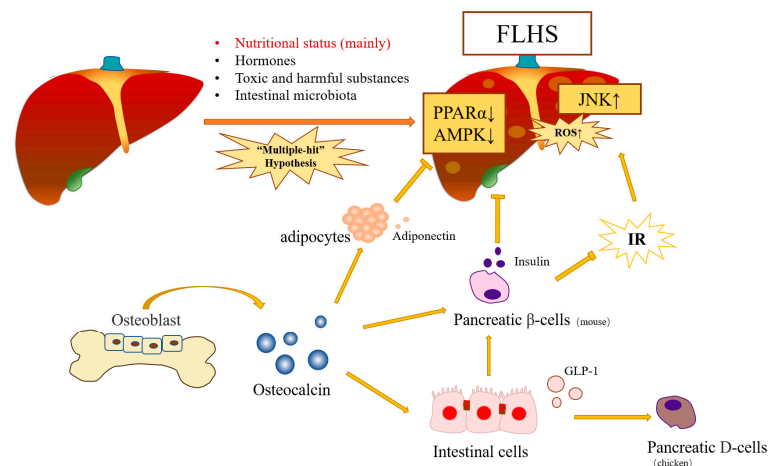 FLHS
• Nutritional status (mainly)
• Hormones
• Toxic and harmful substances
• Intestinal microbiota
JNK↑
PPARα↓
AMPK↓
ROS↑
“Multiple-hit”
Hypothesis
adipocytes
Adiponectin
IR
Insulin
Osteoblast
Pancreatic β-cells (mouse)
Osteocalcin
GLP-1
Intestinal cells
Pancreatic D-cells
(chicken)